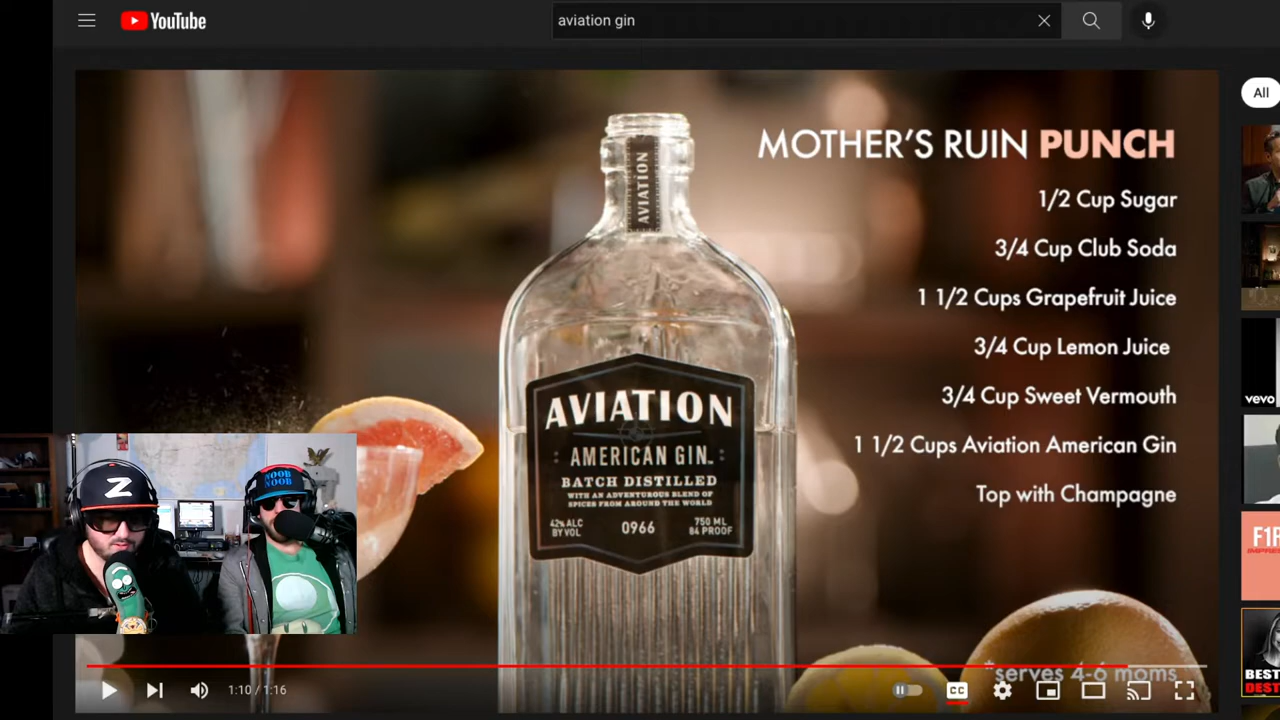 YouTube
aviation gin
All
MOTHER'S RUIN PUNCH
1/2 Cup Sugar
3/4 Cup Club Soda
1 1/2 Cups Grapefruit Juice
3/4 Cup Lemon Juice
3/4 Cup Sweet Vermouth
1 1/2 Cups Aviation American Gin
Top with Champagne
*serves 4-6 moms
AVIATION
AVIATION
AMERICAN GIN
BATCH DISTILLED
WITH AN ADVENTUROUS BLEND OF
SPICES FROM AROUND THE WORLD
42% ALC
BY VOL
0966
750 ML
84 PROOF
Z
NOOB
NOOB
vevo
F1R
BEST
DEST
1:10 / 1:16
CC